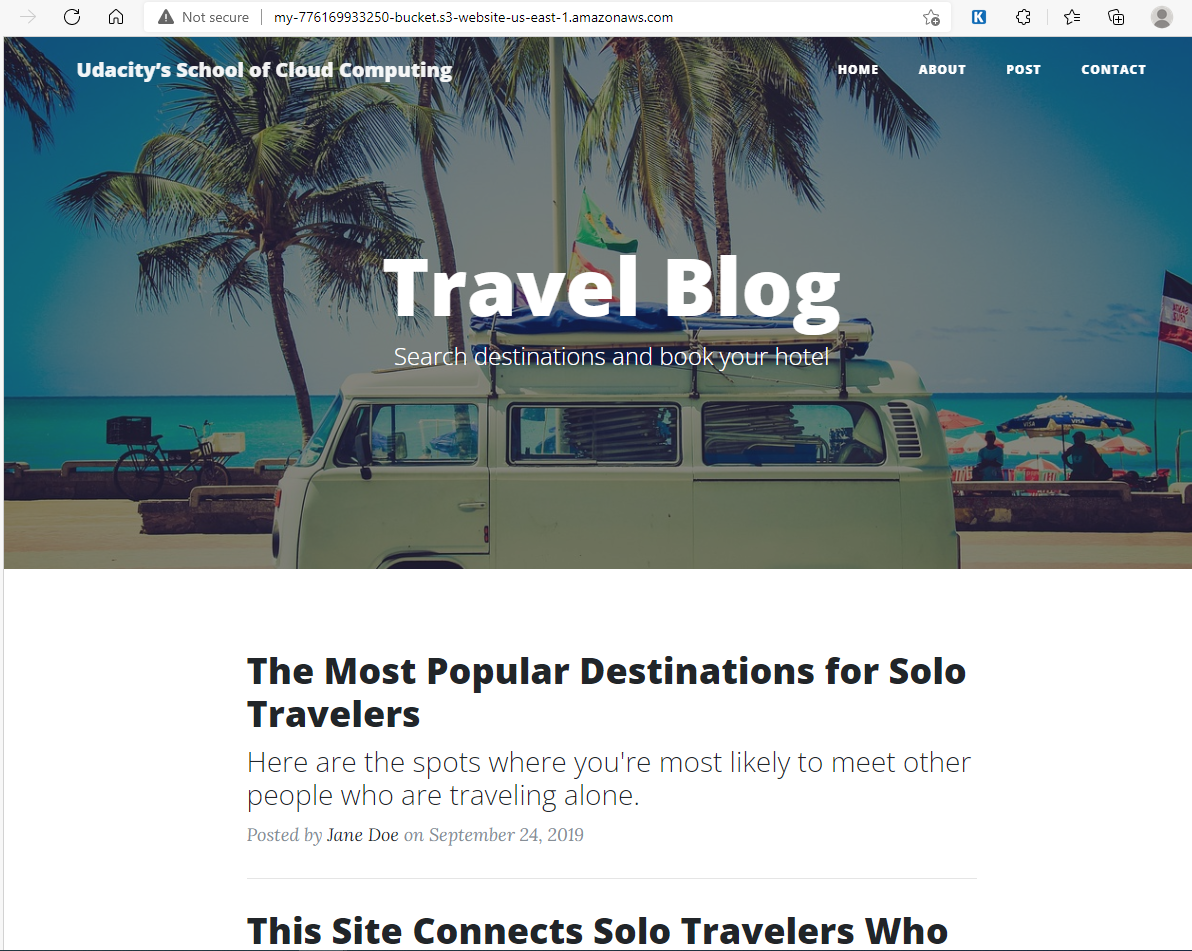 Not secure | my-776169933250-bucket.s3-website-us-east-1.amazonaws.com
K
Udacity’s School of Cloud Computing
HOME ABOUT POST CONTACT
Travel Blog
Search destinations and book your hotel
VISA VISA
The Most Popular Destinations for Solo
Travelers
Here are the spots where you're most likely to meet other
people who are traveling alone.
Posted by Jane Doe on September 24, 2019
This Site Connects Solo Travelers Who